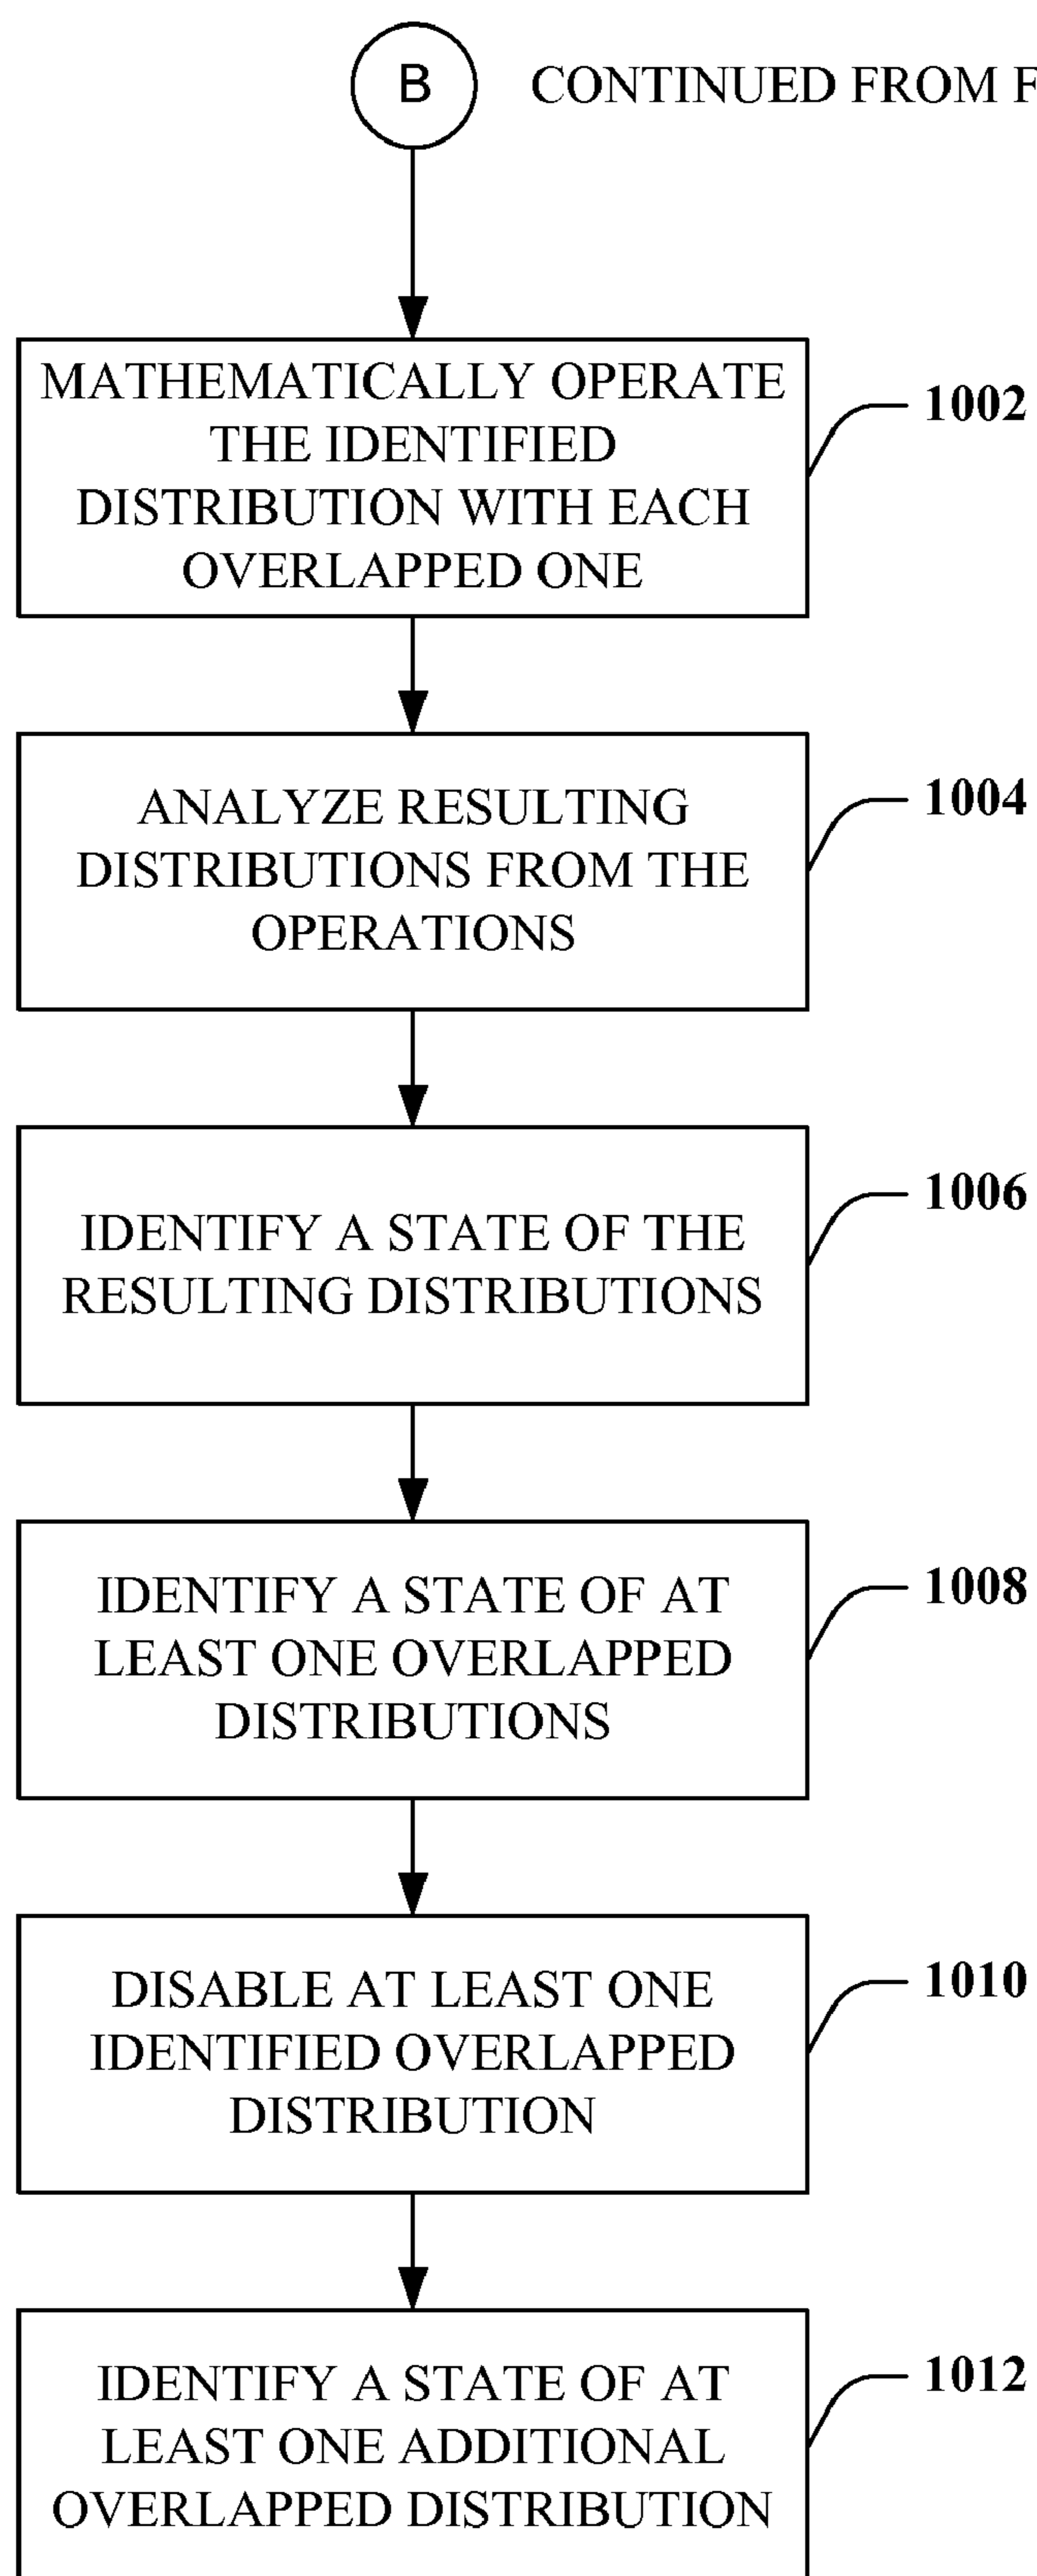 B
CONTINUED FROM F
MATHEMATICALLY OPERATE
THE IDENTIFIED
DISTRIBUTION WITH EACH
OVERLAPPED ONE
1002
ANALYZE RESULTING
DISTRIBUTIONS FROM THE
OPERATIONS
1004
IDENTIFY A STATE OF THE
RESULTING DISTRIBUTIONS
1006
IDENTIFY A STATE OF AT
LEAST ONE OVERLAPPED
DISTRIBUTIONS
1008
DISABLE AT LEAST ONE
IDENTIFIED OVERLAPPED
DISTRIBUTION
1010
IDENTIFY A STATE OF AT
LEAST ONE ADDITIONAL
OVERLAPPED DISTRIBUTION
1012